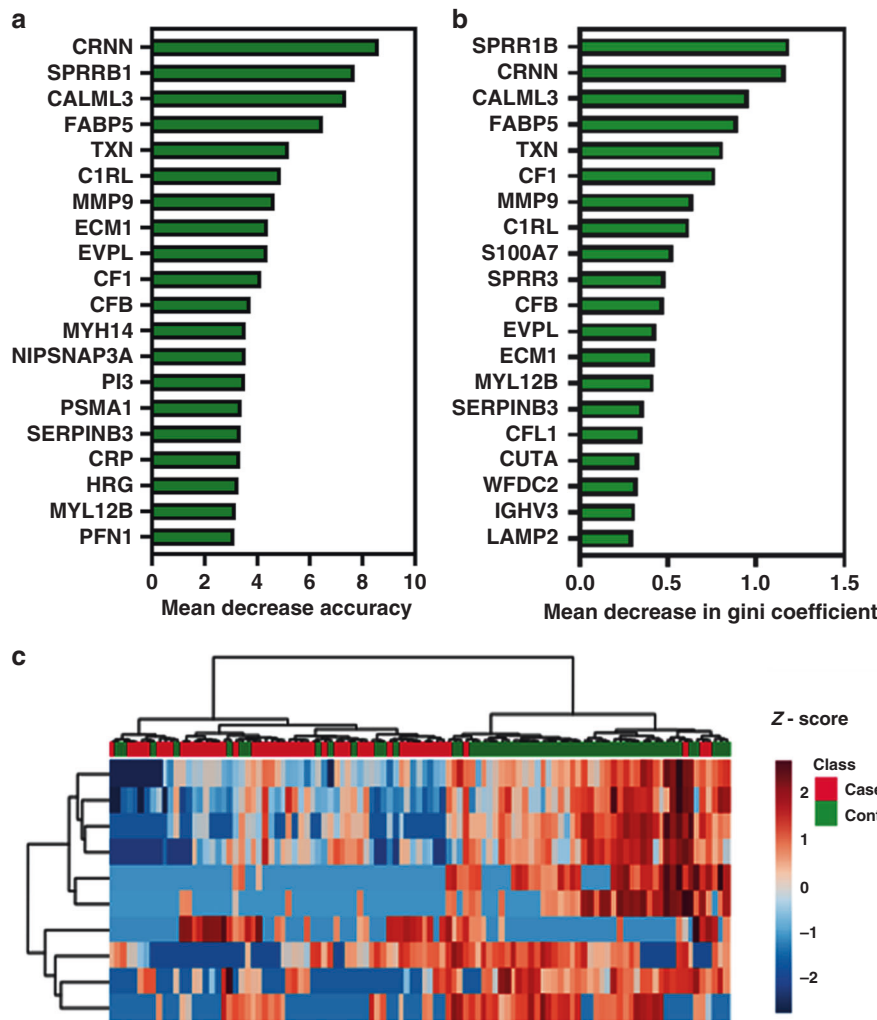 a
CRNN
SPRRB1
CALML3
FABP5
TXN
C1RL
MMP9
ECM1
EVPL
CF1
CFB
MYH14
NIPSNAP3A
PI3
PSMA1
SERPINB3
CRP
HRG
MYL12B
PFN1
0 2 4 6 8 10
Mean decrease accuracy
b
SPRR1B
CRNN
CALML3
FABP5
TXN
CF1
MMP9
C1RL
S100A7
SPRR3
CFB
EVPL
ECM1
MYL12B
SERPINB3
CFL1
CUTA
WFDC2
IGHV3
LAMP2
0.0 0.5 1.0 1.5
Mean decrease in gini coefficient
c
Z - score
2
1
0
–1
–2
Class
Case
Con